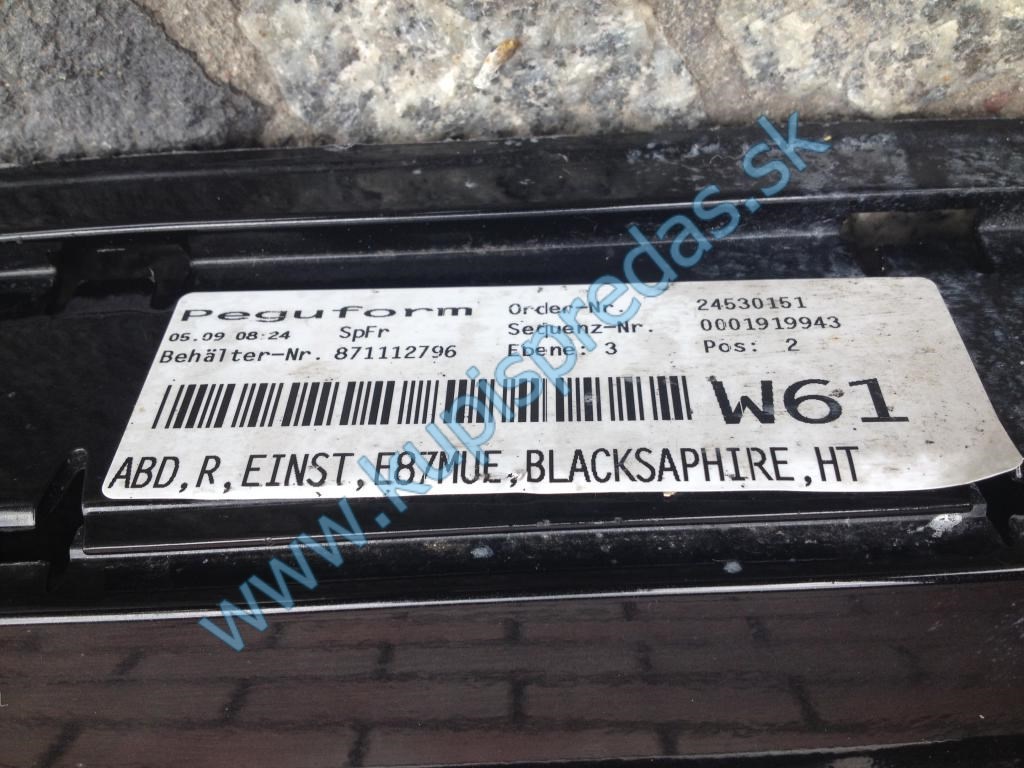 Peguform Order-Nr. 24530151
05.09 08:24 SpFr Sequenz-Nr. 0001919943
Behälter-Nr. 871112796 Ebene: 3 Pos: 2
W61
ABD,R,EINST,E87MUE,BLACKSAPHIRE,HT
www.kupispredas.sk